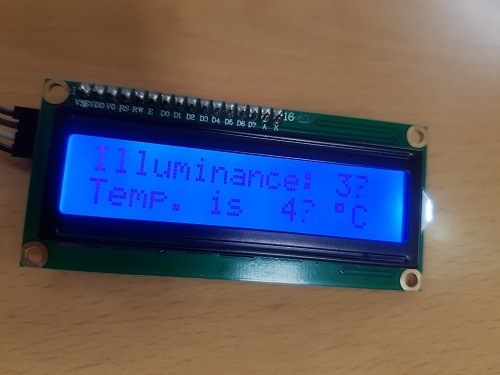 VSS VDD VO RS RW E D0 D1 D2 D3 D4 D5 D6 D7 A K 16
Illuminance: 3?
Temp. is 4? °C